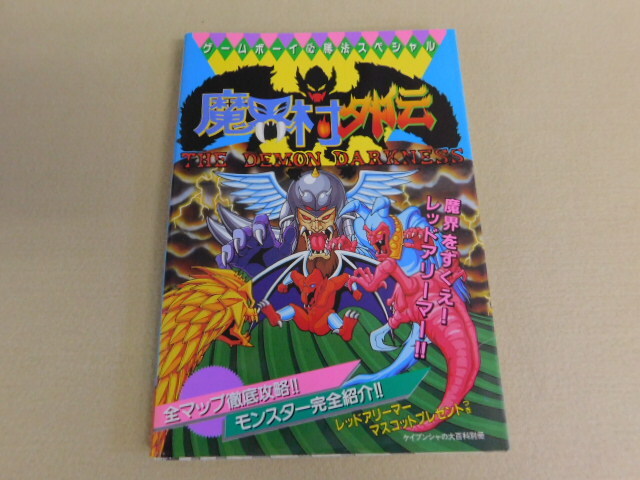 ゲームボーイ必勝法スペシャル
魔界村外伝
THE DEMON DARKNESS
魔界をすくえ!
レッドアリーマー!!
全マップ徹底攻略!!
モンスター完全紹介!!
レッドアリーマー
マスコットプレゼントつき
ケイブンシャの大百科別冊